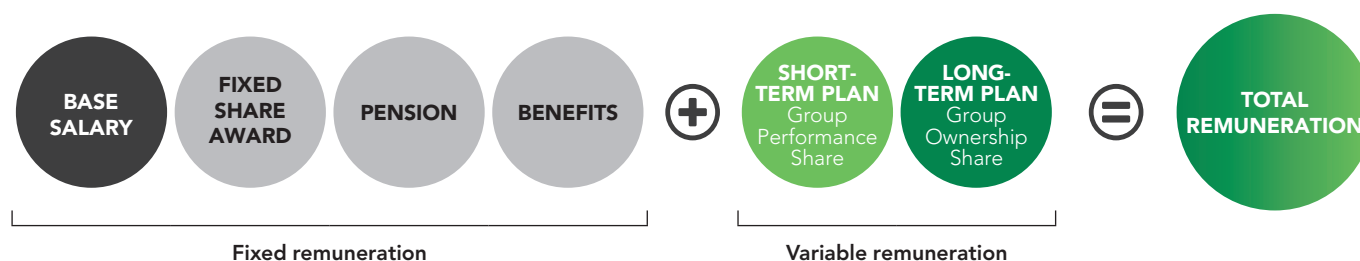 BASE
SALARY
FIXED
SHARE
AWARD
PENSION
BENEFITS
SHORT-
TERM PLAN
Group
Performance
Share
LONG-
TERM PLAN
Group
Ownership
Share
TOTAL
REMUNERATION
Fixed remuneration
Variable remuneration